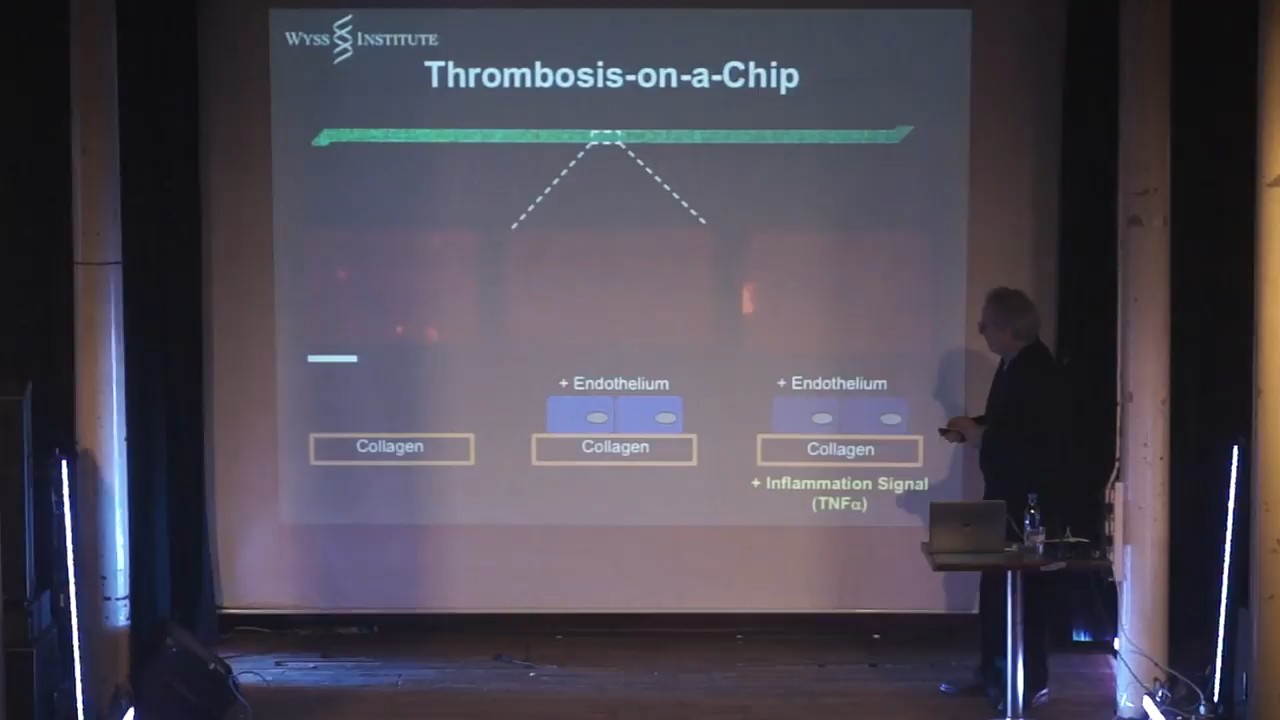 WYSS INSTITUTE
Thrombosis-on-a-Chip
+ Endothelium
+ Endothelium
Collagen
Collagen
Collagen
+ Inflammation Signal
(TNFα)